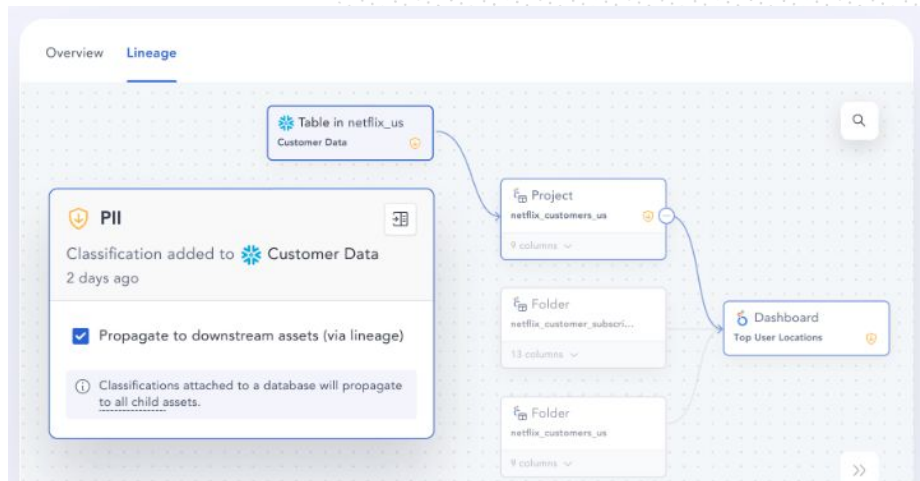 Overview Lineage
Table in netflix_us
Customer Data
PII
Classification added to Customer Data
2 days ago
Propagate to downstream assets (via lineage)
Classifications attached to a database will propagate
to all child assets.
Project
netflix_customers_us
9 columns
Folder
netflix_customer_subscri...
13 columns
Folder
netflix_customers_us
9 columns
Dashboard
Top User Locations